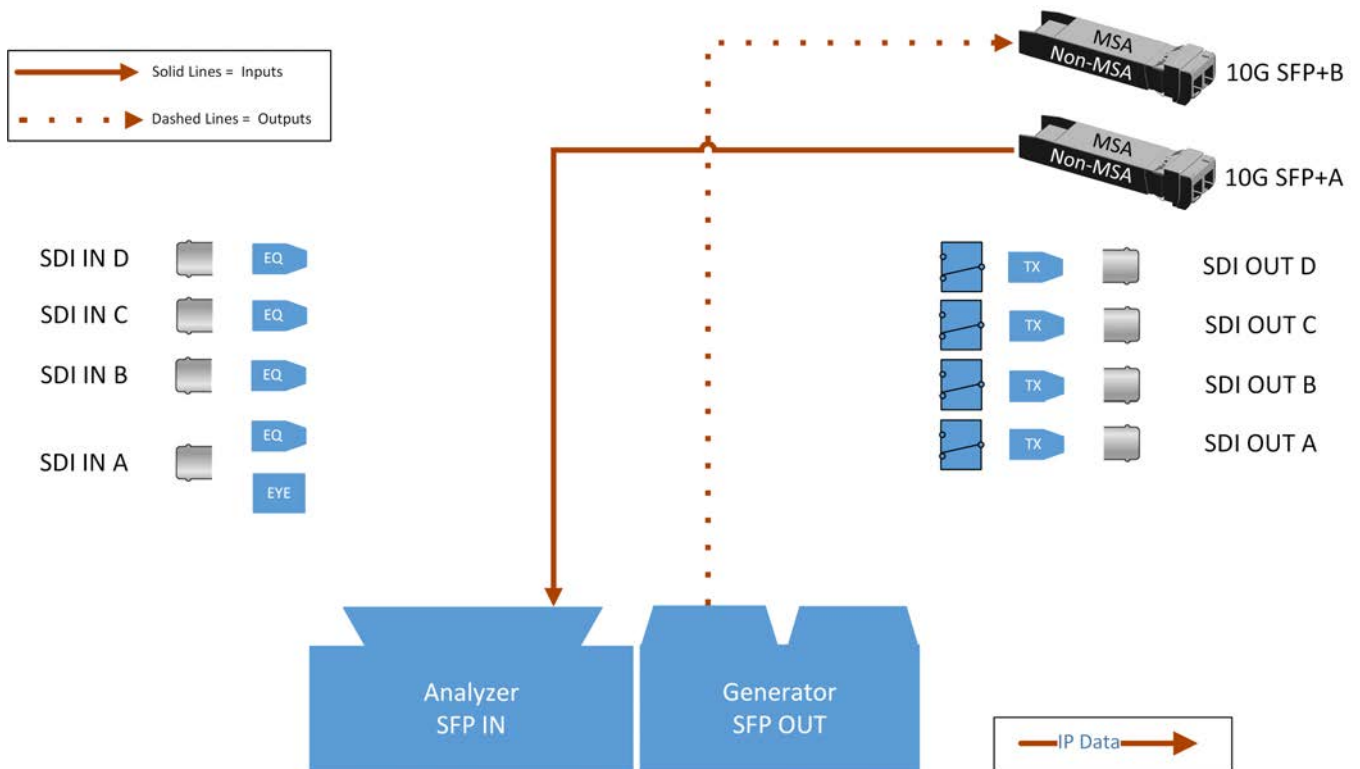 Solid Lines = Inputs
Dashed Lines = Outputs
MSA
Non-MSA
10G SFP+B
MSA
Non-MSA
10G SFP+A
SDI IN D
EQ
SDI IN C
EQ
SDI IN B
EQ
SDI IN A
EQ
EYE
TX
SDI OUT D
TX
SDI OUT C
TX
SDI OUT B
TX
SDI OUT A
Analyzer
SFP IN
Generator
SFP OUT
IP Data